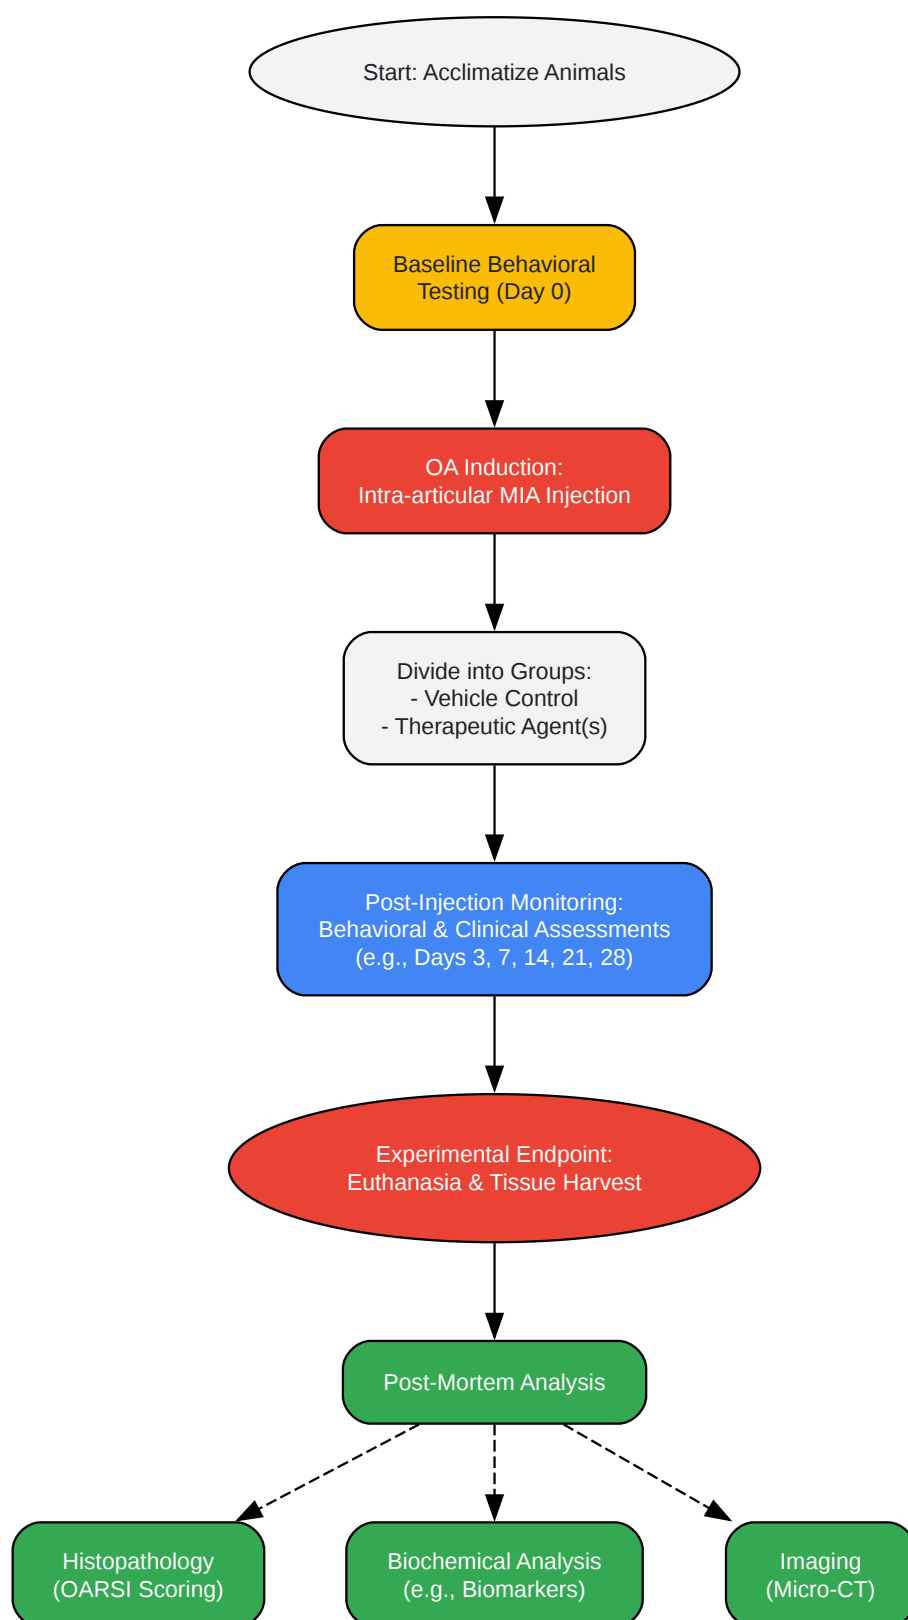 Start: Acclimatize Animals
Baseline Behavioral
Testing (Day 0)
OA Induction:
Intra-articular MIA Injection
Divide into Groups:
- Vehicle Control
- Therapeutic Agent(s)
Post-Injection Monitoring:
Behavioral & Clinical Assessments
(e.g., Days 3, 7, 14, 21, 28)
Experimental Endpoint:
Euthanasia & Tissue Harvest
Post-Mortem Analysis
Histopathology
(OARSI Scoring)
Biochemical Analysis
(e.g., Biomarkers)
Imaging
(Micro-CT)